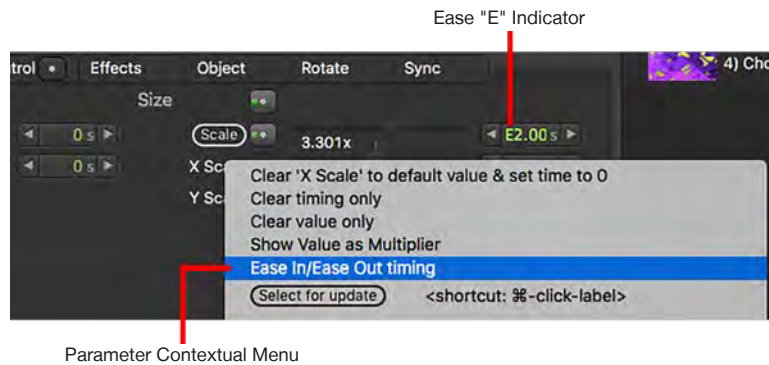 Ease "E" Indicator
trol Effects Object Rotate Sync
4) Cho
Size
0 s Scale 3.301x E2.00 s
0 s X Sc
Y Sc
Clear 'X Scale' to default value & set time to 0
Clear timing only
Clear value only
Show Value as Multiplier
Ease In/Ease Out timing
Select for update <shortcut: ⌘-click-label>
Parameter Contextual Menu